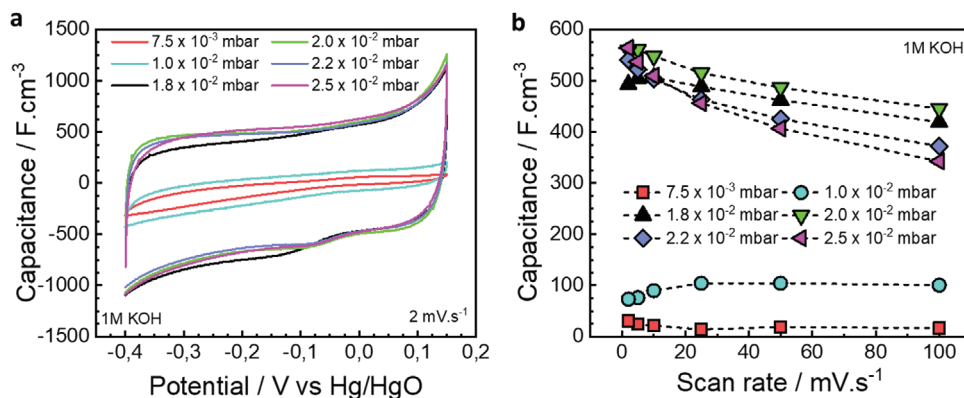 a
1500
1000
500
0
-500
-1000
-1500
Capacitance / F.cm⁻³
7.5 x 10⁻³ mbar
1.0 x 10⁻² mbar
1.8 x 10⁻² mbar
2.0 x 10⁻² mbar
2.2 x 10⁻² mbar
2.5 x 10⁻² mbar
1M KOH
2 mV.s⁻¹
-0,4 -0,3 -0,2 -0,1 0,0 0,1 0,2
Potential / V vs Hg/HgO
b
600
500
400
300
200
100
0
Capacitance / F.cm⁻³
1M KOH
7.5 x 10⁻³ mbar 1.0 x 10⁻² mbar
1.8 x 10⁻² mbar 2.0 x 10⁻² mbar
2.2 x 10⁻² mbar 2.5 x 10⁻² mbar
0 20 40 60 80 100
Scan rate / mV.s⁻¹